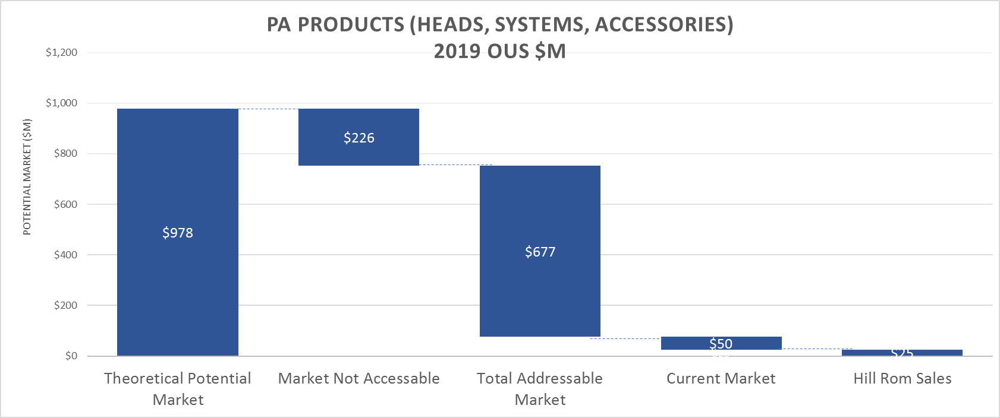 PA PRODUCTS (HEADS, SYSTEMS, ACCESSORIES)
2019 OUS $M
$1,200
$1,000
$800
$600
$400
$200
$0
POTENTIAL MARKET ($M)
$978
$226
$677
$50
$25
Theoretical Potential
Market
Market Not Accessable
Total Addressable
Market
Current Market
Hill Rom Sales